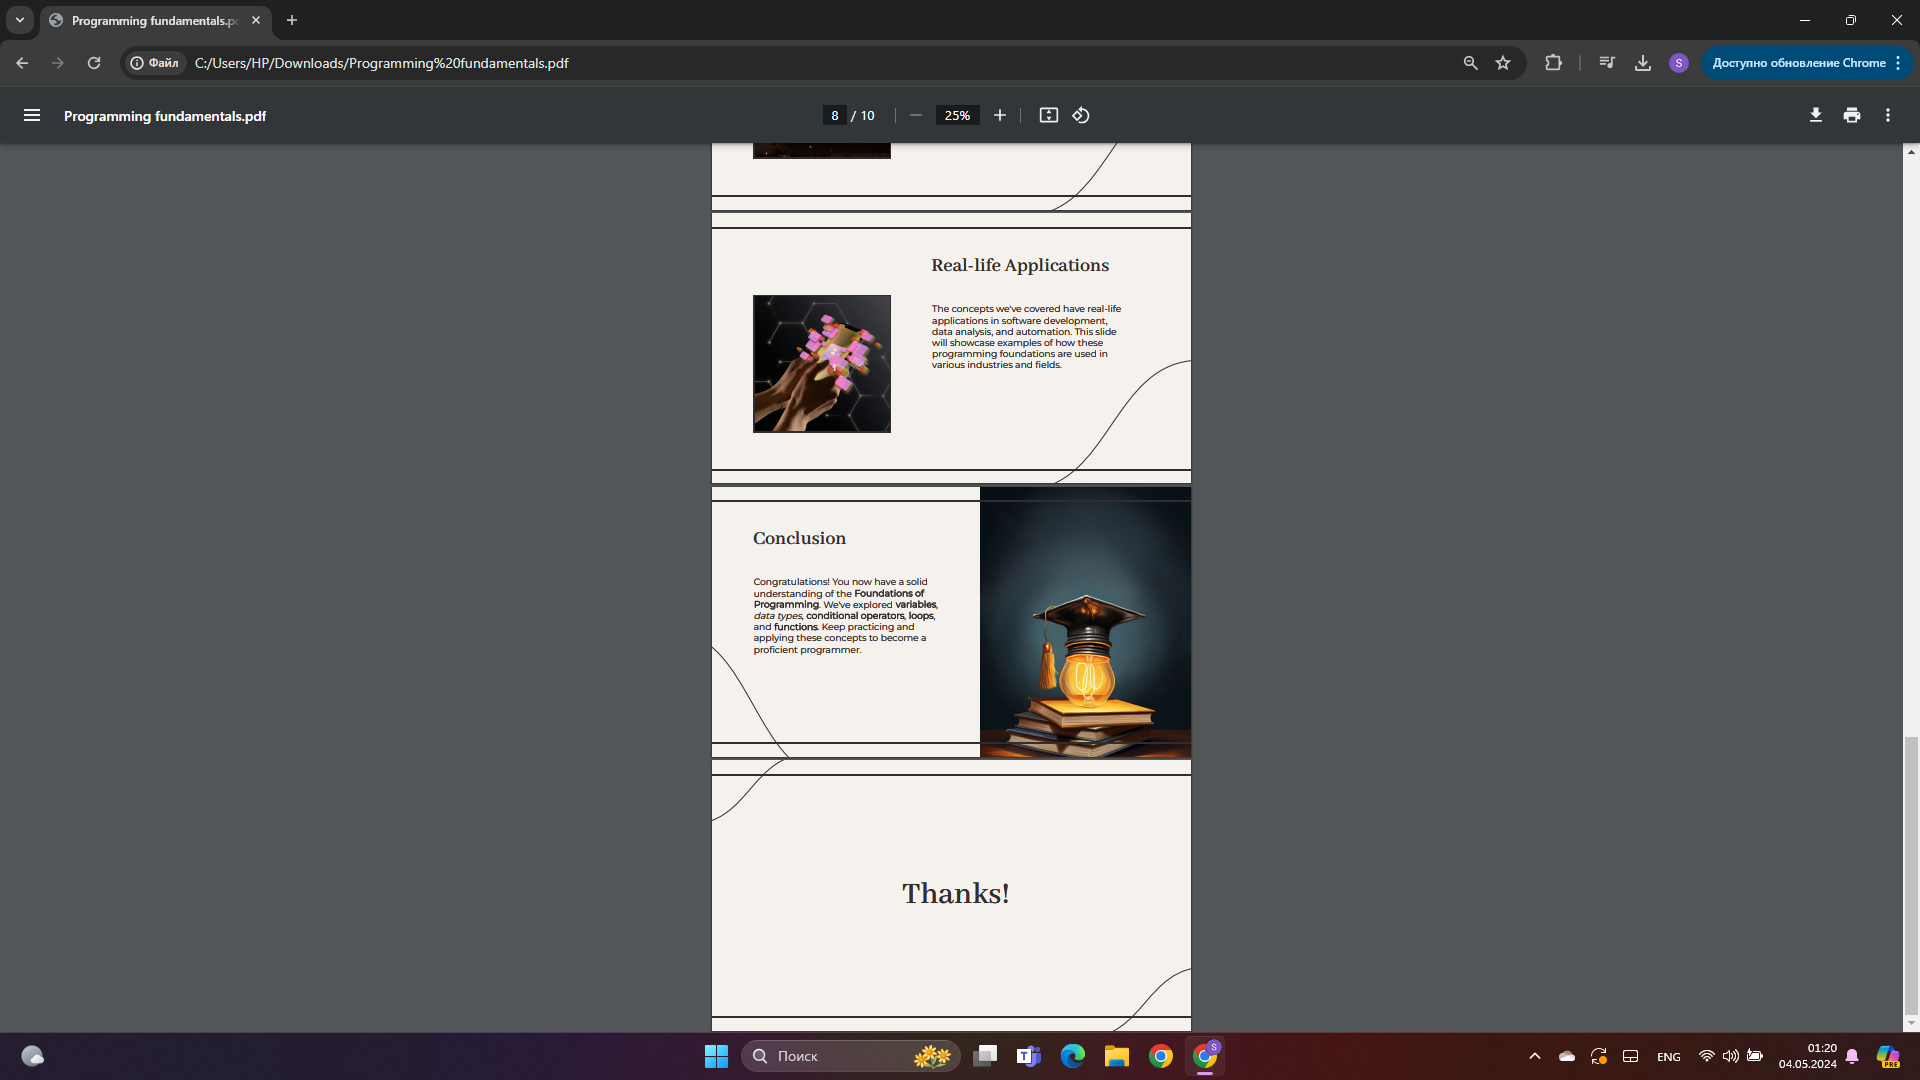 Programming fundamentals.p
Файл
C:/Users/HP/Downloads/Programming%20fundamentals.pdf
S
Доступно обновление Chrome
Programming fundamentals.pdf
8 / 10
25%
Real-life Applications
The concepts we've covered have real-life
applications in software development,
data analysis, and automation. This slide
will showcase examples of how these
programming foundations are used in
various industries and fields.
Conclusion
Congratulations! You now have a solid
understanding of the Foundations of
Programming. We've explored variables,
data types, conditional operators, loops,
and functions. Keep practicing and
applying these concepts to become a
proficient programmer.
Thanks!
Поиск
T
S
ENG
01:20
04.05.2024
PRE